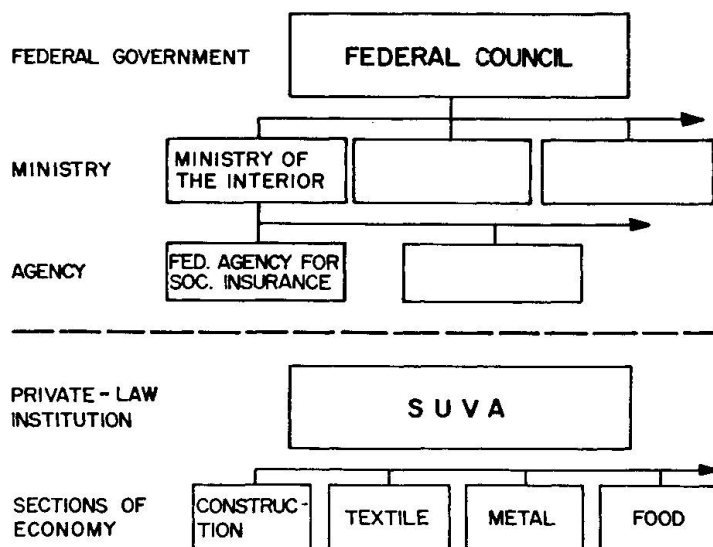 FEDERAL GOVERNMENT
FEDERAL COUNCIL
MINISTRY
MINISTRY OF
THE INTERIOR
AGENCY
FED. AGENCY FOR
SOC. INSURANCE
PRIVATE-LAW
INSTITUTION
SUVA
SECTIONS OF
ECONOMY
CONSTRUC-
TION
TEXTILE
METAL
FOOD